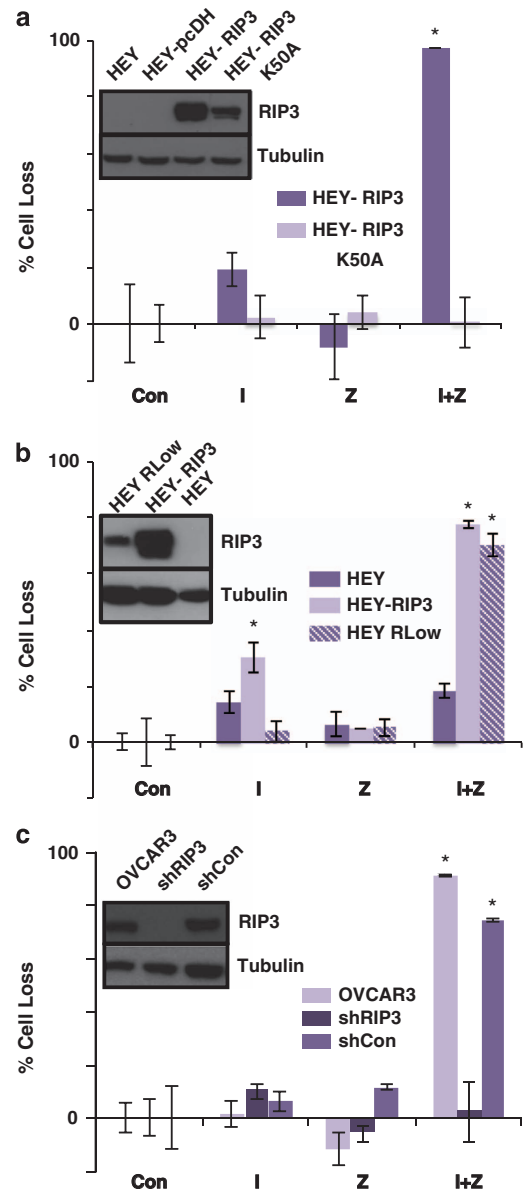 a
100
HEY
HEY-pcDH
HEY- RIP3
HEY- RIP3
K50A
RIP3
Tubulin
*
HEY- RIP3
HEY- RIP3
K50A
% Cell Loss
0
Con
I
Z
I+Z
b
100
HEY RLow
HEY- RIP3
HEY
RIP3
Tubulin
*
*
*
HEY
HEY-RIP3
HEY RLow
% Cell Loss
0
Con
I
Z
I+Z
c
100
OVCAR3
shRIP3
shCon
RIP3
Tubulin
*
*
OVCAR3
shRIP3
shCon
% Cell Loss
0
Con
I
Z
I+Z